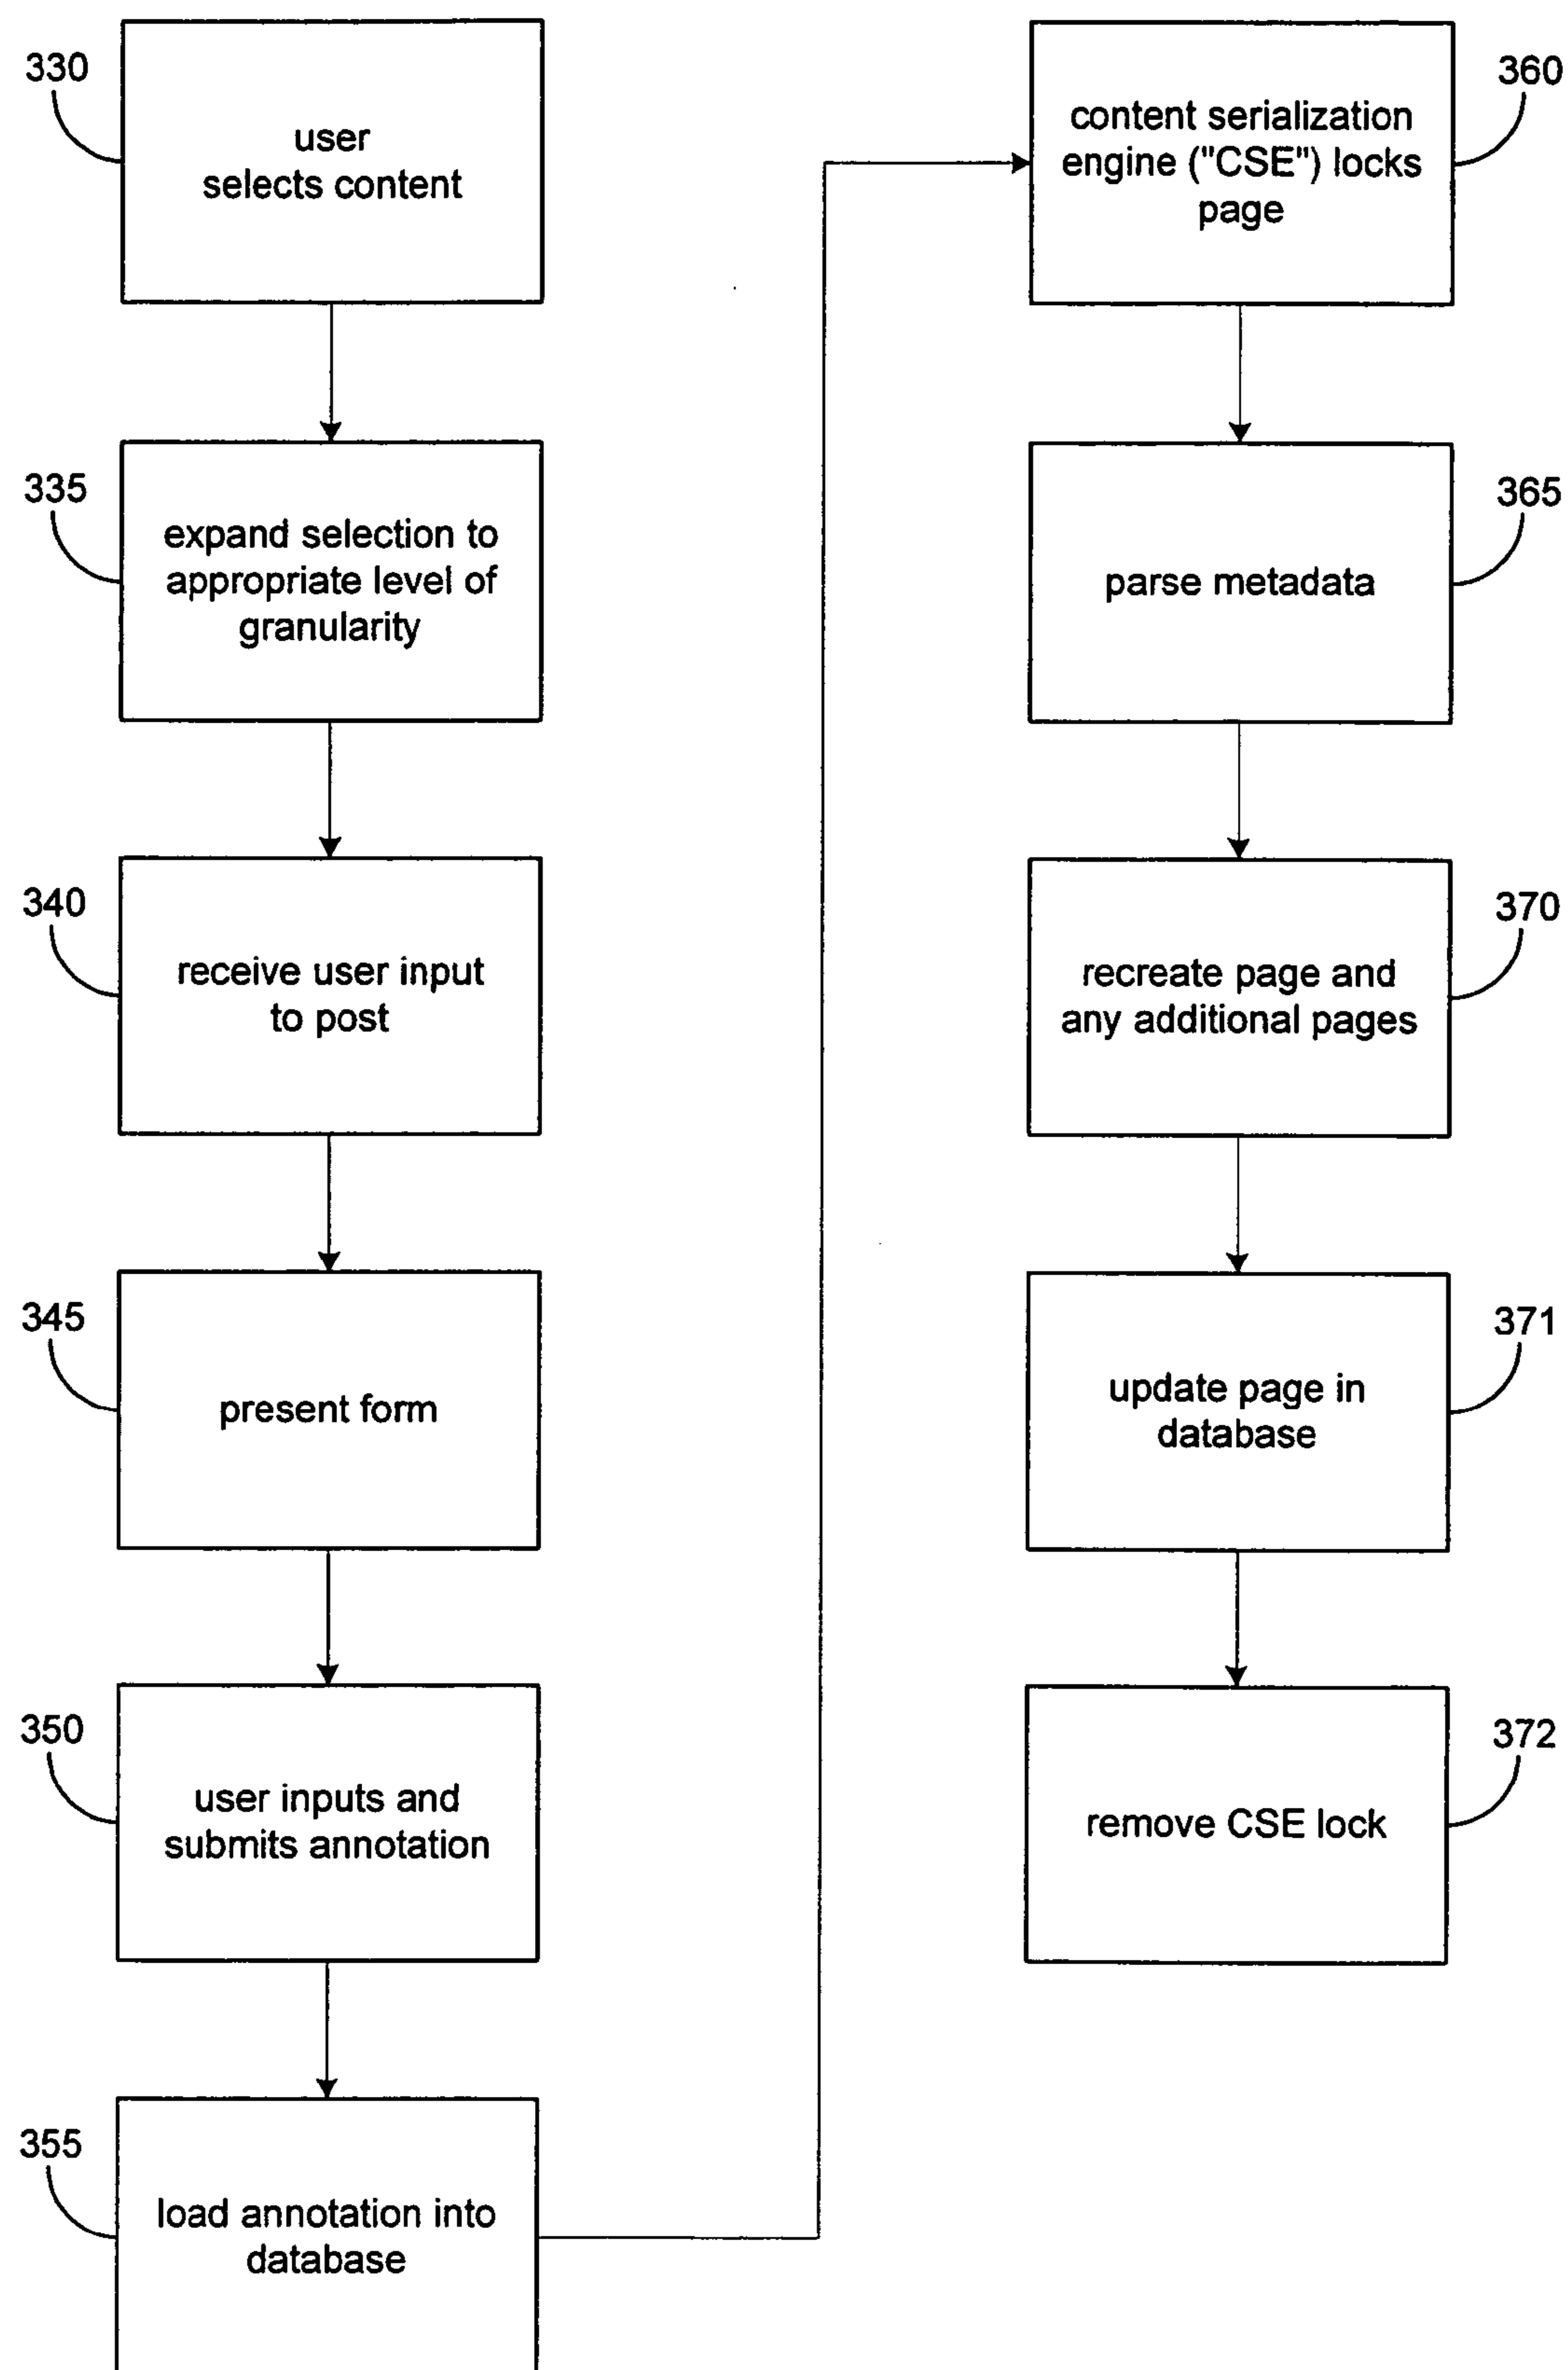 330
user
selects content
335
expand selection to
appropriate level of
granularity
340
receive user input
to post
345
present form
350
user inputs and
submits annotation
355
load annotation into
database
360
content serialization
engine ("CSE") locks
page
365
parse metadata
370
recreate page and
any additional pages
371
update page in
database
372
remove CSE lock